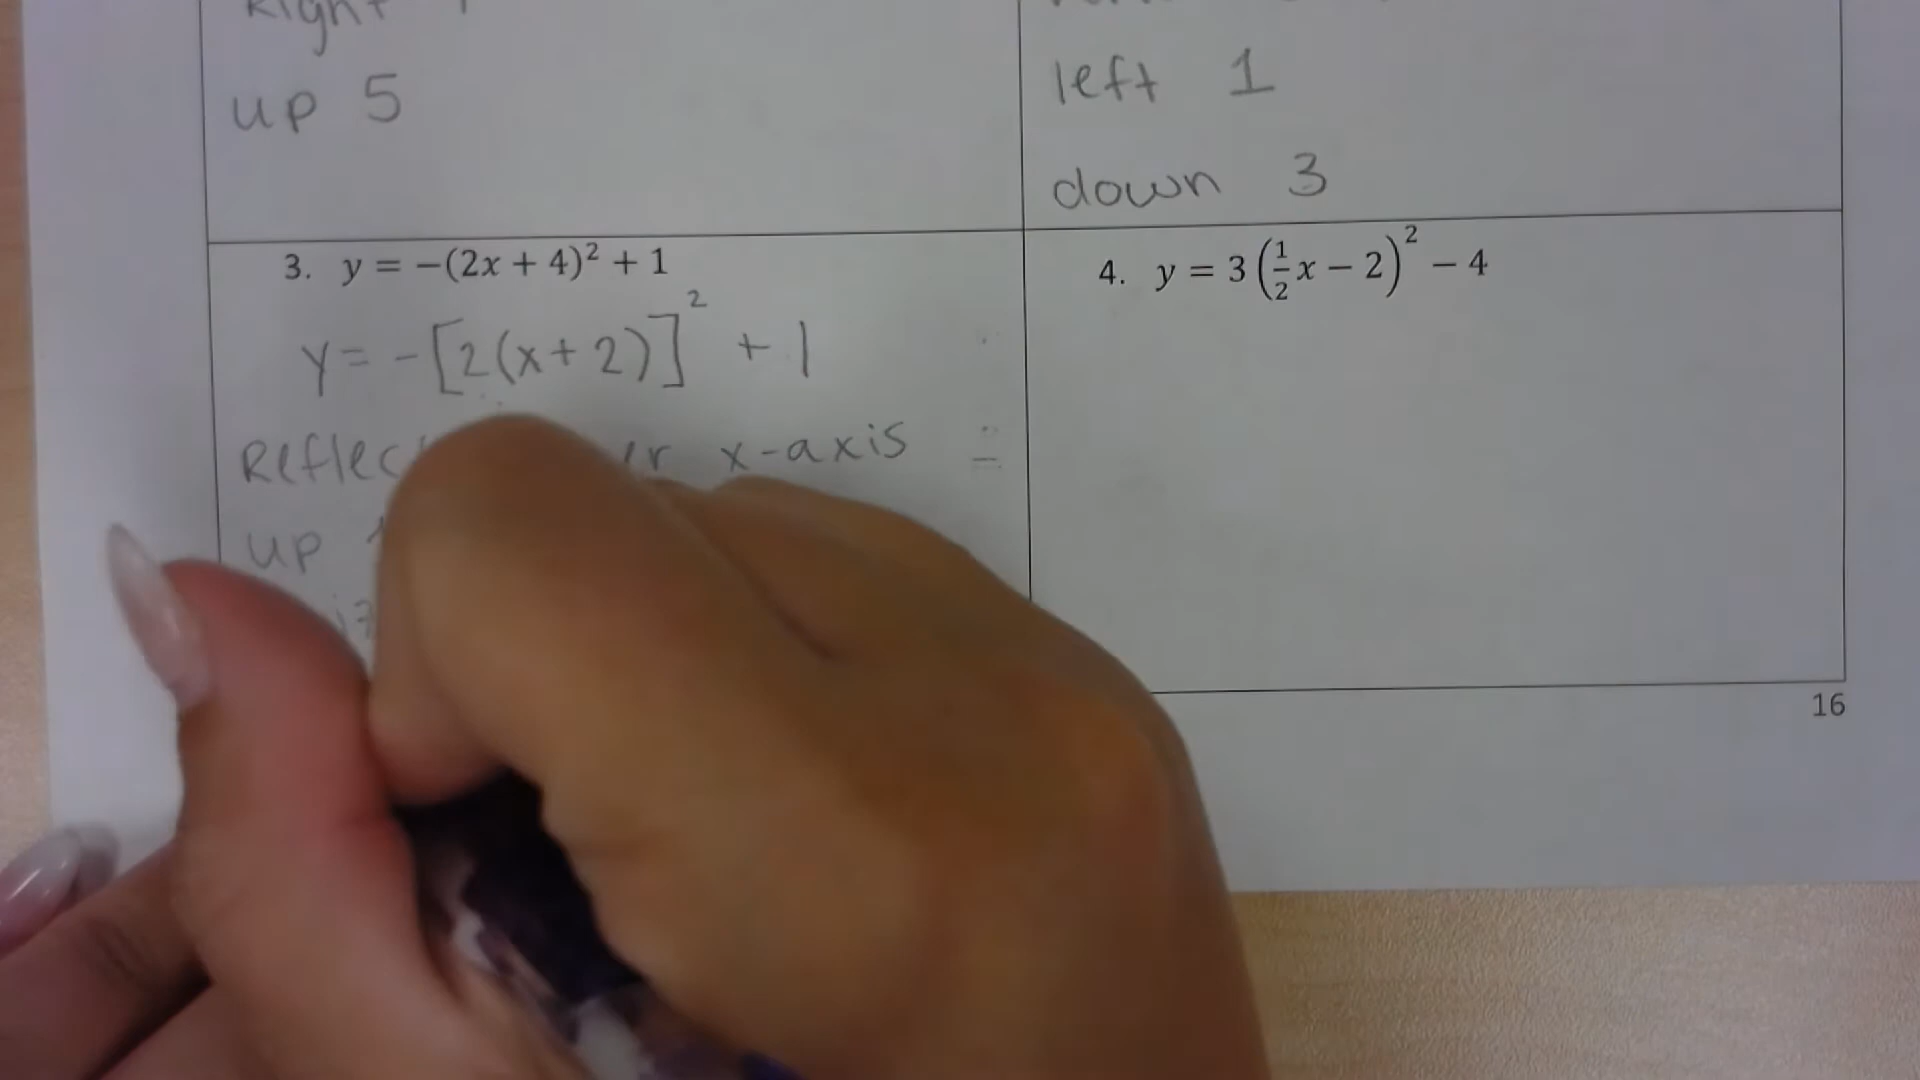 Right
up 5
left 1
down 3
3. y = −(2x + 4)² + 1
y = -[2(x+2)]² + 1
x-axis
up
4. y = 3(½x − 2)² − 4
16